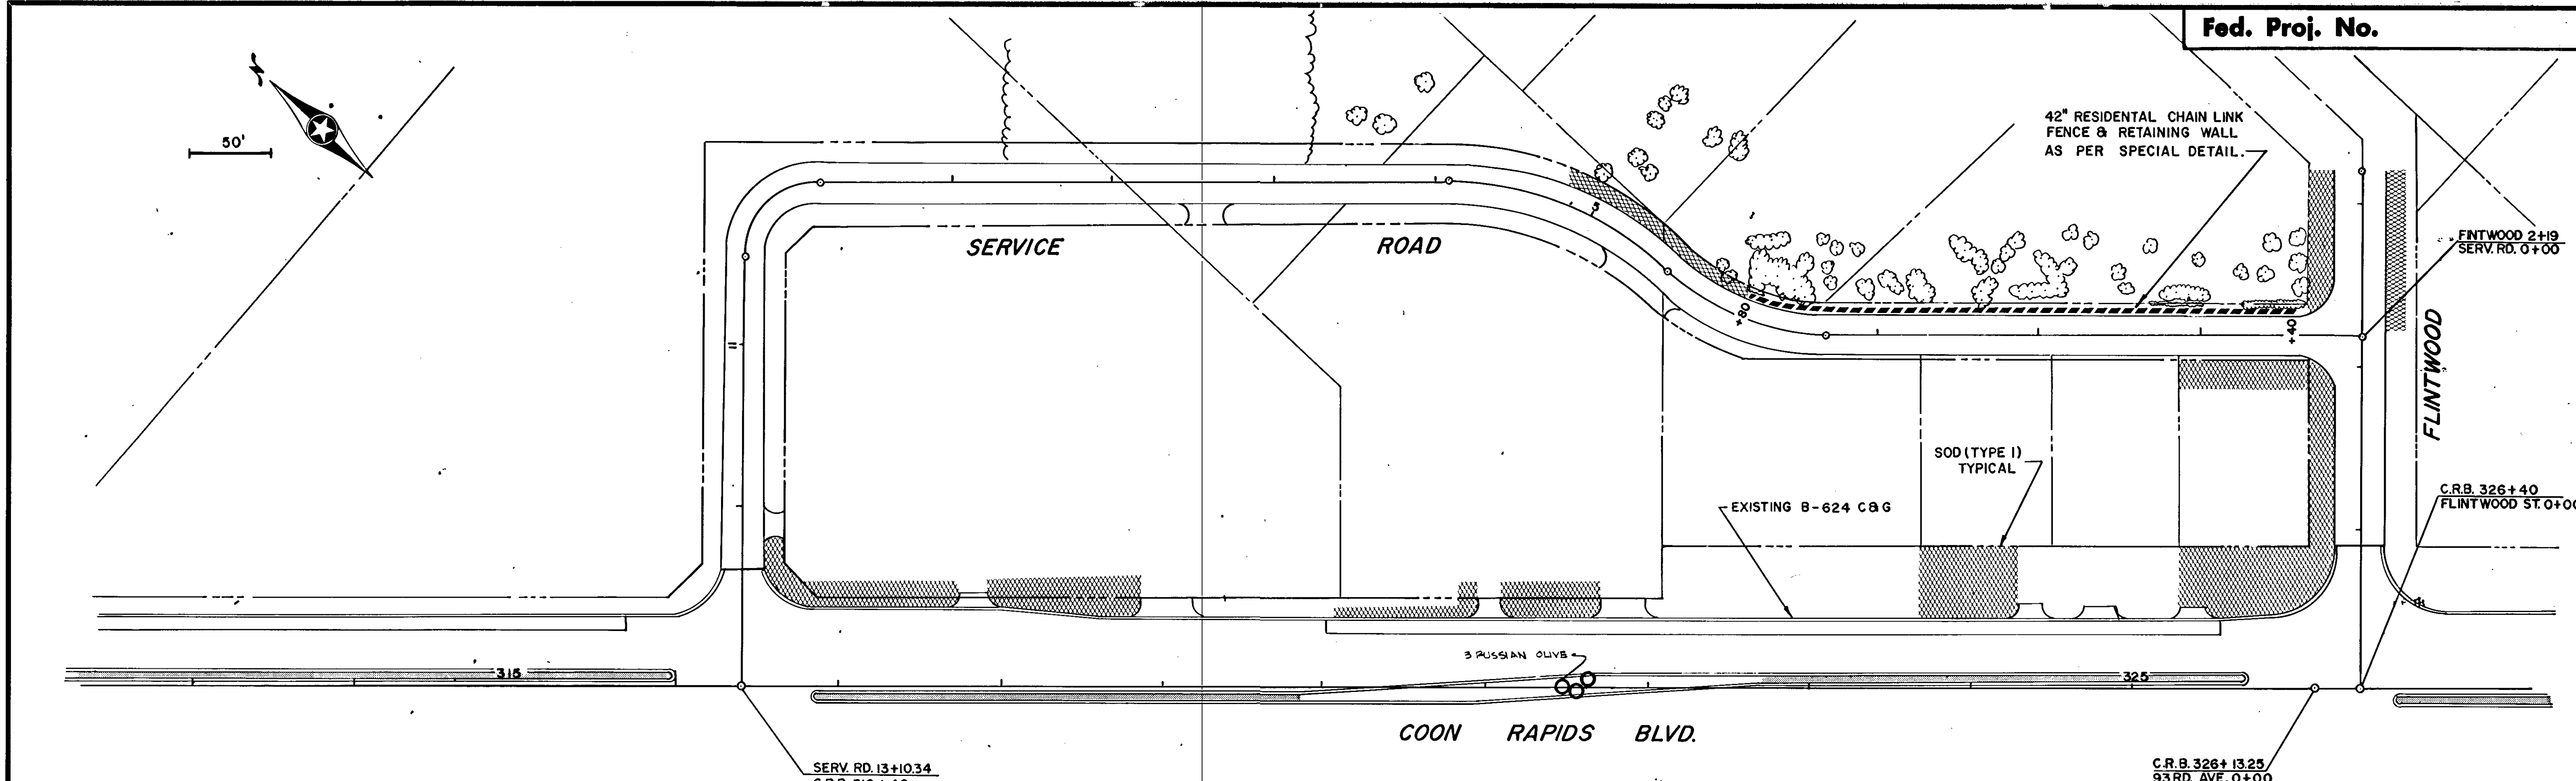 Fed. Proj. No.
N
50'
42" RESIDENTAL CHAIN LINK
FENCE & RETAINING WALL
AS PER SPECIAL DETAIL.
5
SERVICE ROAD
FINTWOOD 2+19
SERV. RD. 0+00
+80
+40
FLINTWOOD
SOD (TYPE 1)
TYPICAL
EXISTING B-624 C&G
C.R.B. 326+40
FLINTWOOD ST. 0+00
3 RUSSIAN OLIVE
315
325
COON RAPIDS BLVD.
SERV. RD. 13+10.34
C.R.B. 326+13.25
93RD. AVE. 0+00